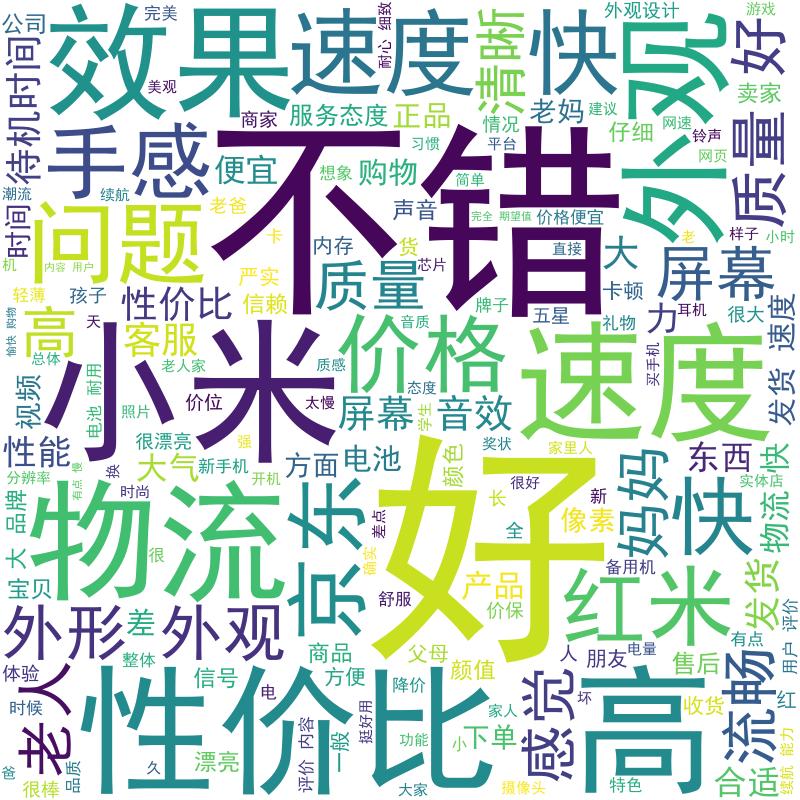 公司
完美
耐心
细致
外观设计
游戏
效果
速度
快
清晰
外观
好
待机时间
美观
商家
服务态度
正品
情况
老妈
建议
网速
铃声
卖家
仔细
网页
质量
手感
便宜
想象
购物
习惯
平台
简单
不错
潮流
续航
时间
问题
老爸
卡
声音
完全
期望值
价格便宜
样子
小时
老
机
内容
用户
严实
内存
货
芯片
直接
大
屏幕
轻薄
孩子
性价比
信赖
质量
牌子
五星
卡顿
礼物
力
耳机
很大
速度
愉快
购物
高
天
客服
音质
总体
小米
老人家
质感
价格
速度
买手机
发货
视频
电池
耐用
照片
价位
太慢
态度
屏幕
音效
学生
性能
很漂亮
强
大气
新手机
开机
方面
电池
颜色
奖状
家里人
东西
分辨率
有点
慢
换
时尚
很好
新
妈妈
快
实体店
快
品牌
大
物流
很
京东
差点
确实
长
全
像素
物流
宝贝
好
舒服
产品
价保
备用机
红米
发货
外形
差
外观
商品
父母
颜值
人
朋友
电量
售后
有点
用户
评价
体验
整体
信号
方便
降价
老人
时候
性价比
电
家人
感觉
坏
高
收货
流畅
红
漂亮
评价
内容
一般
挺好用
功能
小
下单
很棒
品质
久
大家
摄像头
特色
合适
续航
能力